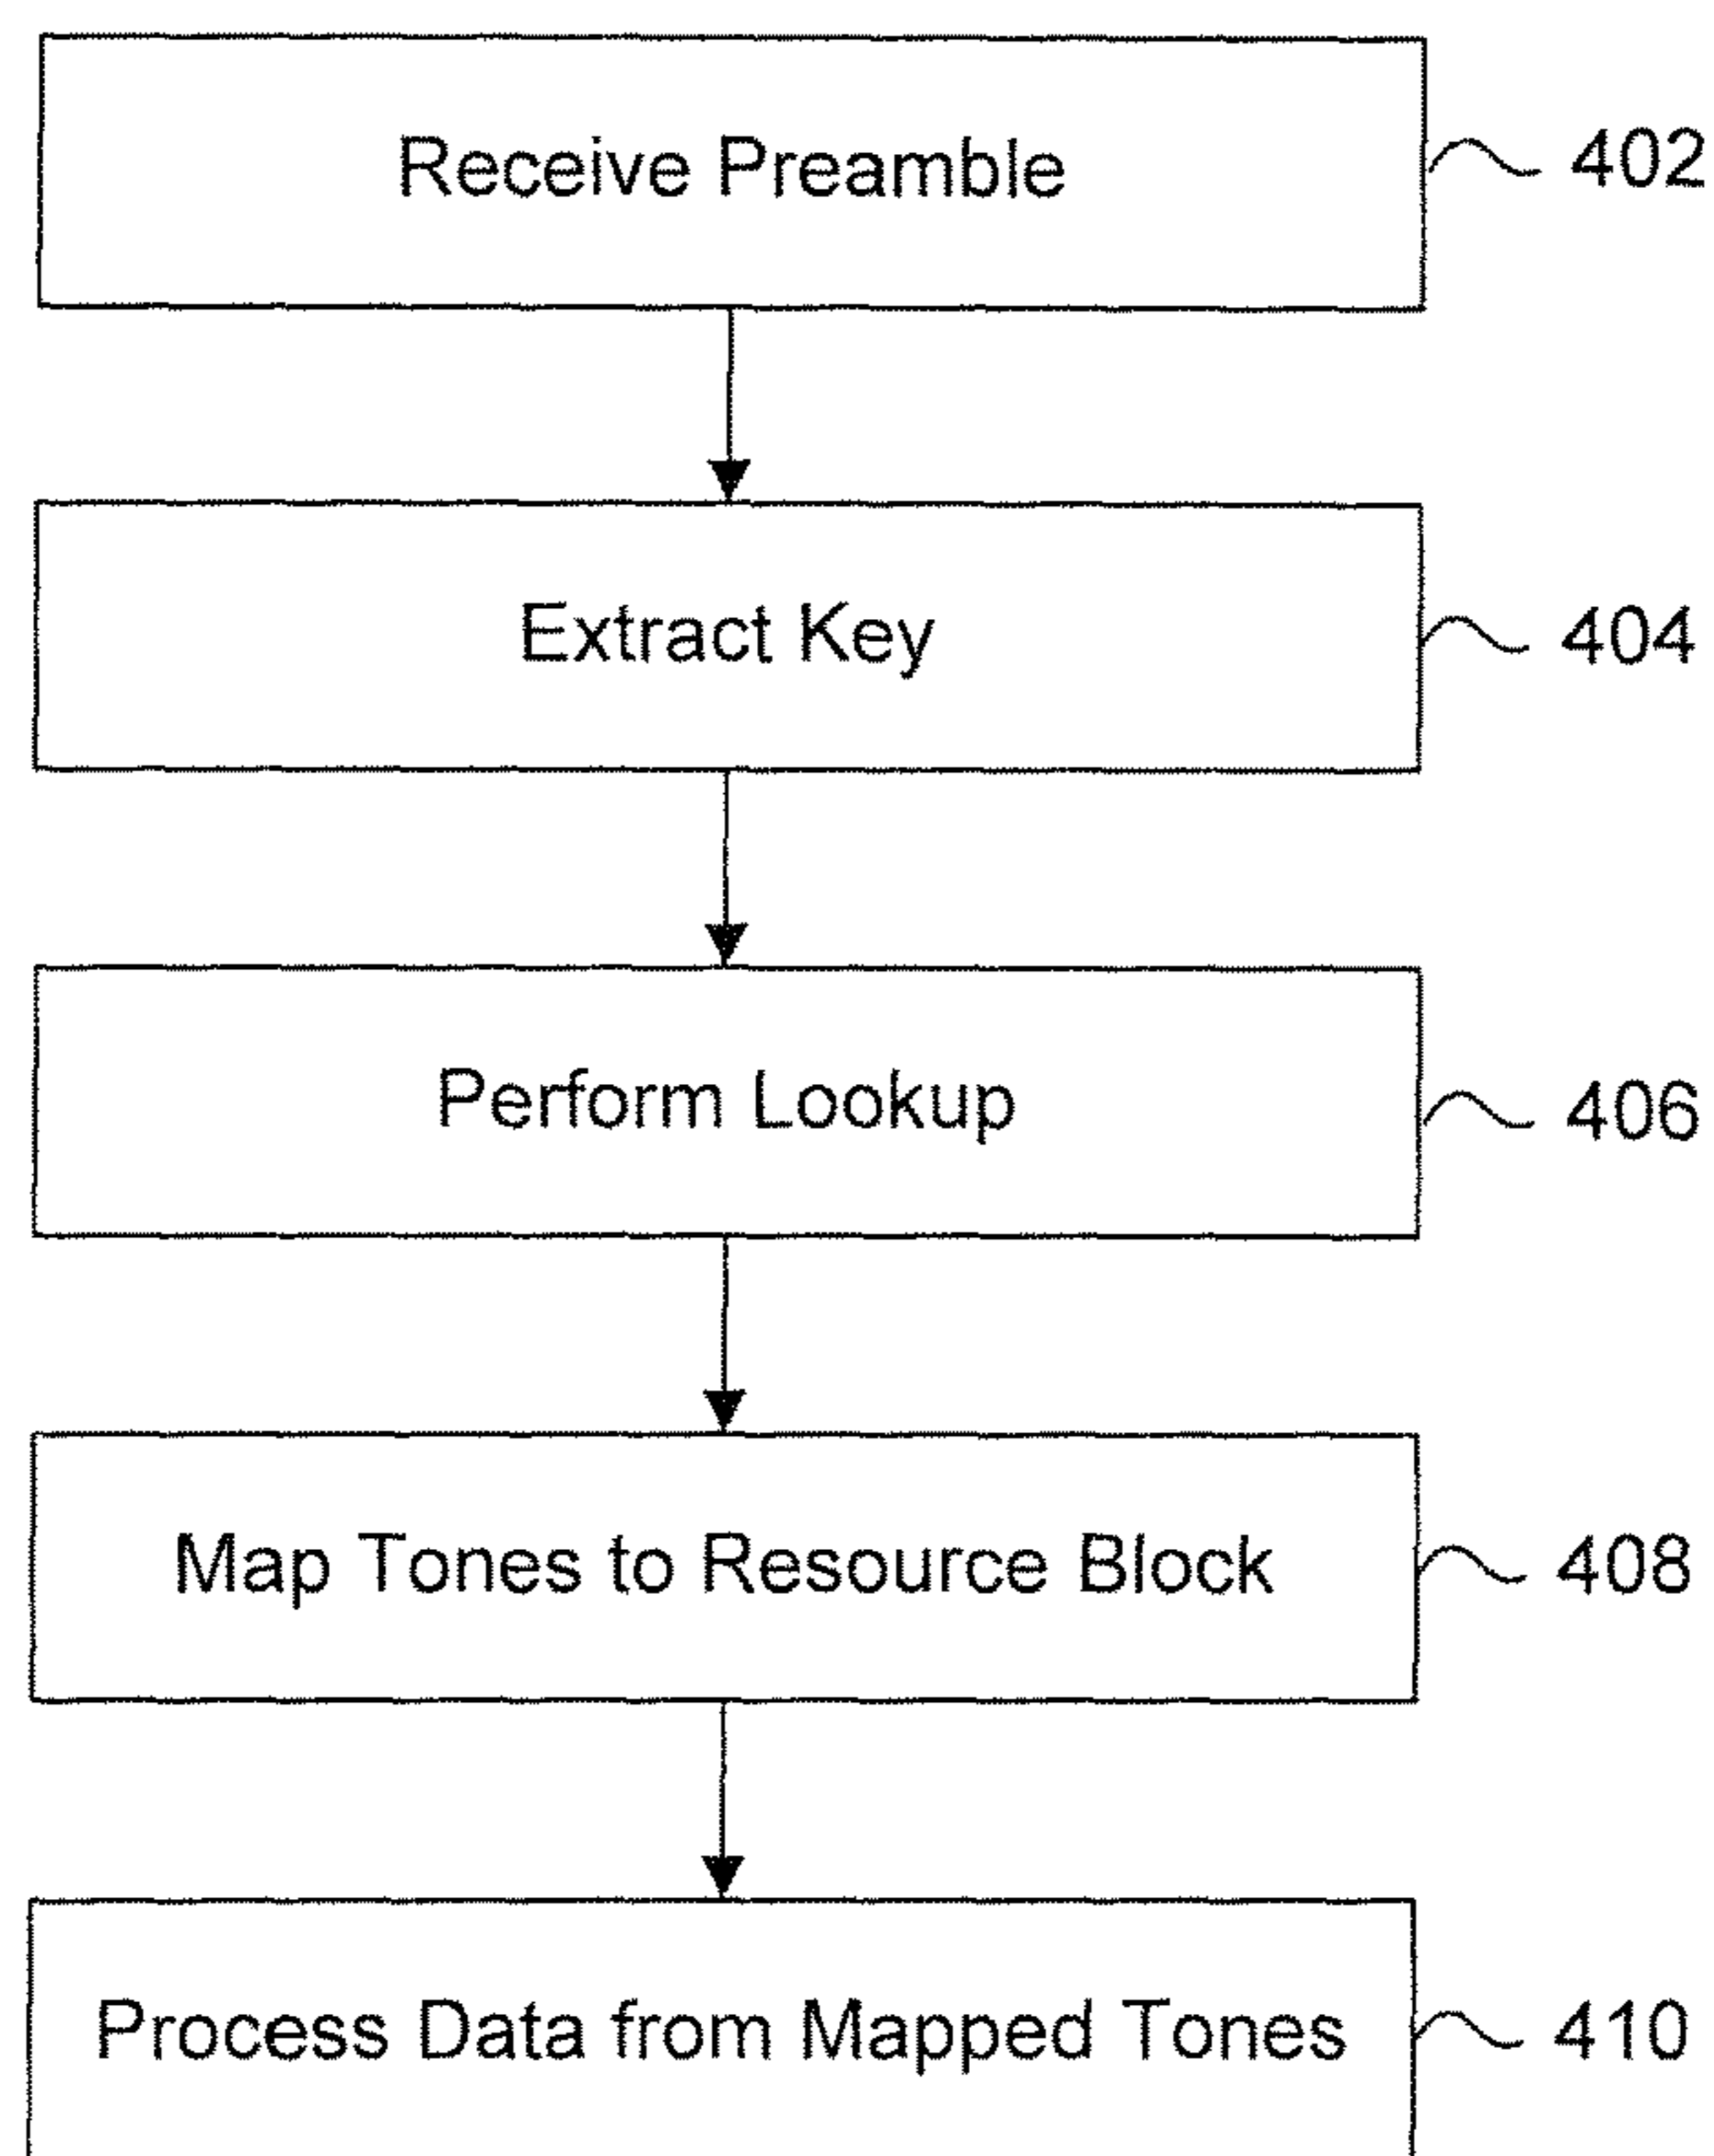 Receive Preamble
402
Extract Key
404
Perform Lookup
406
Map Tones to Resource Block
408
Process Data from Mapped Tones
410